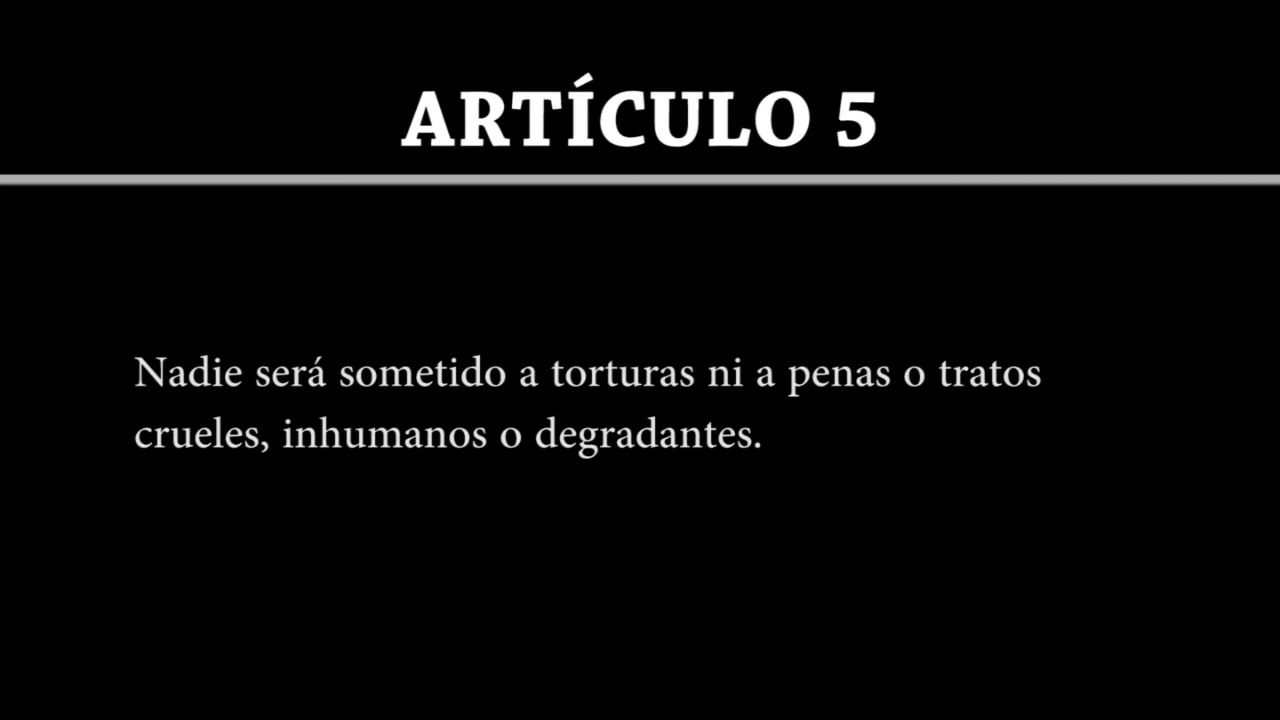 ARTÍCULO 5
Nadie será sometido a torturas ni a penas o tratos
crueles, inhumanos o degradantes.